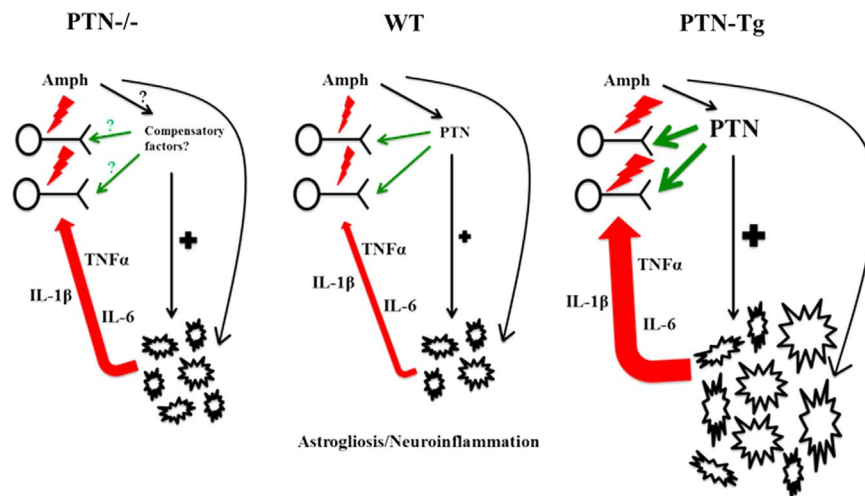 PTN-/-
WT
PTN-Tg
Amph
?
?
Compensatory
factors?
?
+
TNFα
IL-1β
IL-6
Amph
PTN
+
TNFα
IL-1β
IL-6
Amph
PTN
+
TNFα
IL-1β
IL-6
Astrogliosis/Neuroinflammation